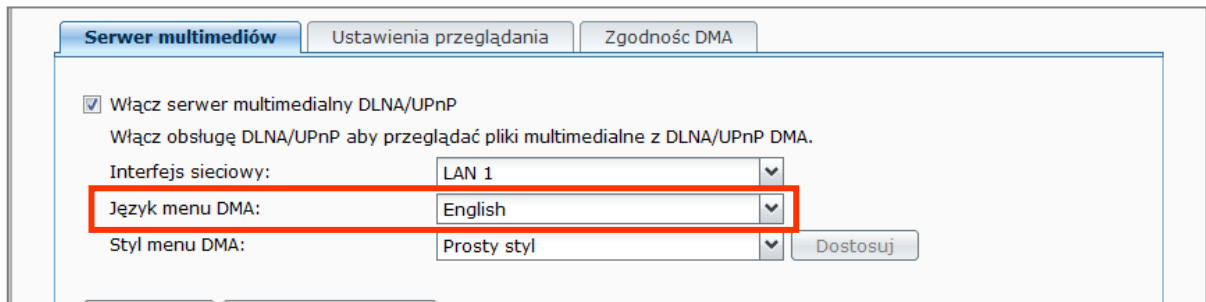 Serwer multimediów Ustawienia przeglądania Zgodnośc DMA
Włącz serwer multimedialny DLNA/UPnP
Włącz obsługę DLNA/UPnP aby przeglądać pliki multimedialne z DLNA/UPnP DMA.
Interfejs sieciowy: LAN 1
Język menu DMA: English
Styl menu DMA: Prosty styl Dostosuj